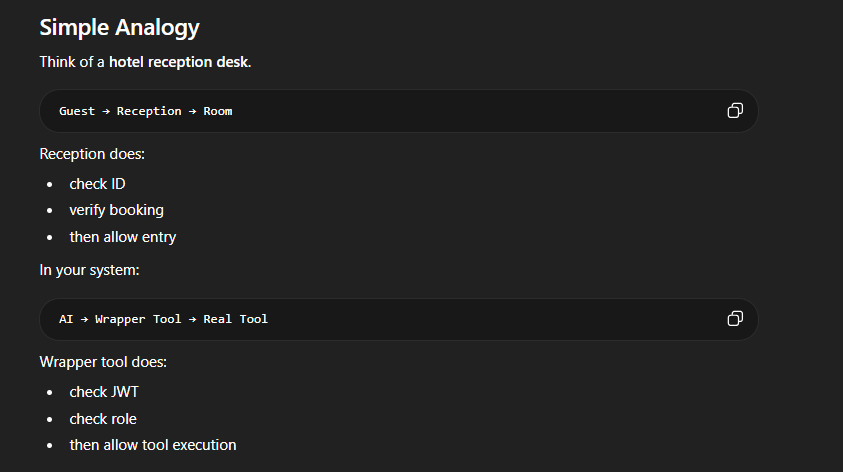 Simple Analogy
Think of a hotel reception desk.
Guest → Reception → Room
Reception does:
• check ID
• verify booking
• then allow entry
In your system:
AI → Wrapper Tool → Real Tool
Wrapper tool does:
• check JWT
• check role
• then allow tool execution